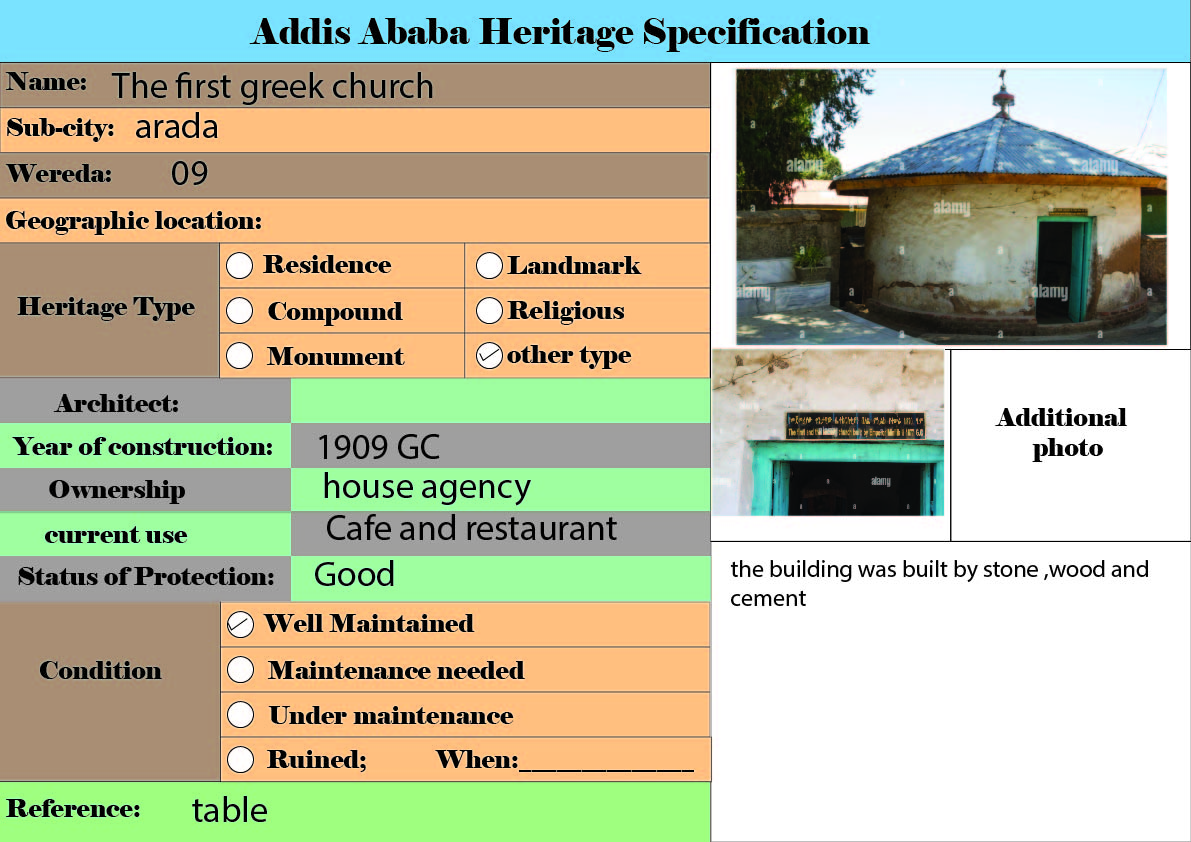 Addis Ababa Heritage Specification
Name: The first greek church
Sub-city: arada
Wereda: 09
Geographic location:
Heritage Type
Residence
Landmark
Compound
Religious
Monument
other type
Architect:
Year of construction: 1909 GC
Ownership house agency
current use Cafe and restaurant
Status of Protection: Good
Condition
Well Maintained
Maintenance needed
Under maintenance
Ruined; When:______________
Reference: table
alamy
alamy
alamy
alamy
alamy
alamy
Additional
photo
the building was built by stone ,wood and
cement